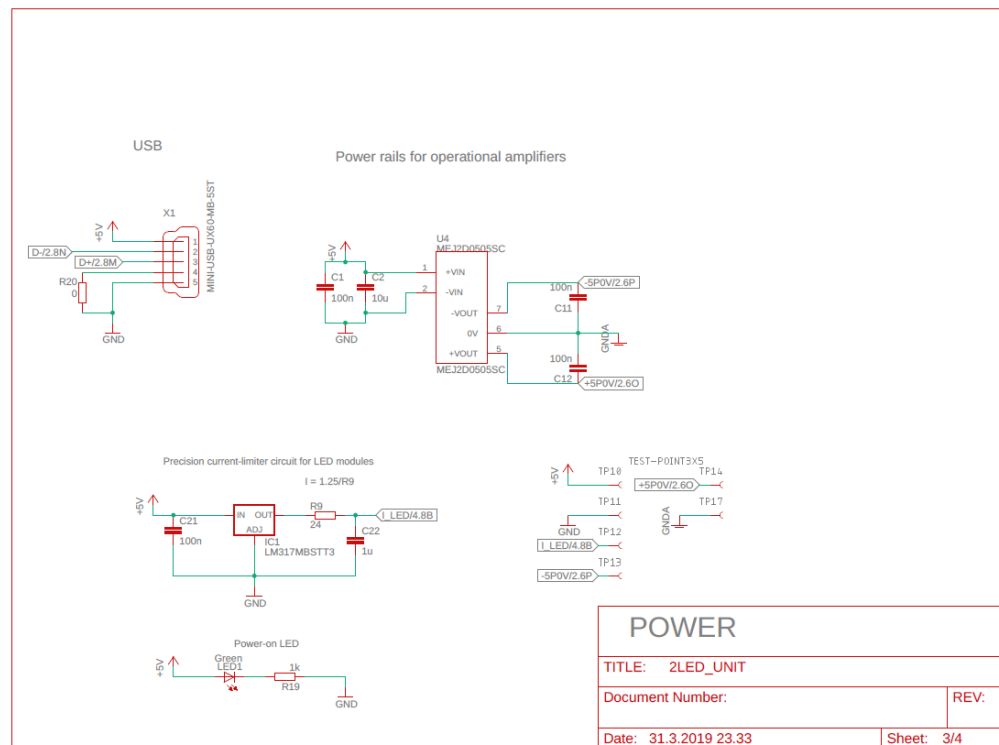 USB
Power rails for operational amplifiers
X1
MINI-USB-UX60-MB-5ST
+5V
1
2
3
4
5
D-/2.8N
D+/2.8M
R20
0
GND
+5V
C1
100n
C2
10u
GND
U4
MEJ2D0505SC
1
+VIN
2
-VIN
-VOUT
7
0V
6
+VOUT
5
MEJ2D0505SC
-5P0V/2.6P
100n
C11
GNDA
100n
C12
+5P0V/2.6O
Precision current-limiter circuit for LED modules
I = 1.25/R9
+5V
C21
100n
IN OUT
ADJ
IC1
LM317MBSTT3
R9
24
I_LED/4.8B
C22
1u
GND
TEST-POINT3X5
+5V
TP10
TP14
+5P0V/2.6O
TP11
TP17
GND
GNDA
TP12
I_LED/4.8B
TP13
-5P0V/2.6P
Power-on LED
+5V
Green
LED1
1k
R19
GND
POWER
TITLE: 2LED_UNIT
Document Number:
REV:
Date: 31.3.2019 23.33
Sheet: 3/4